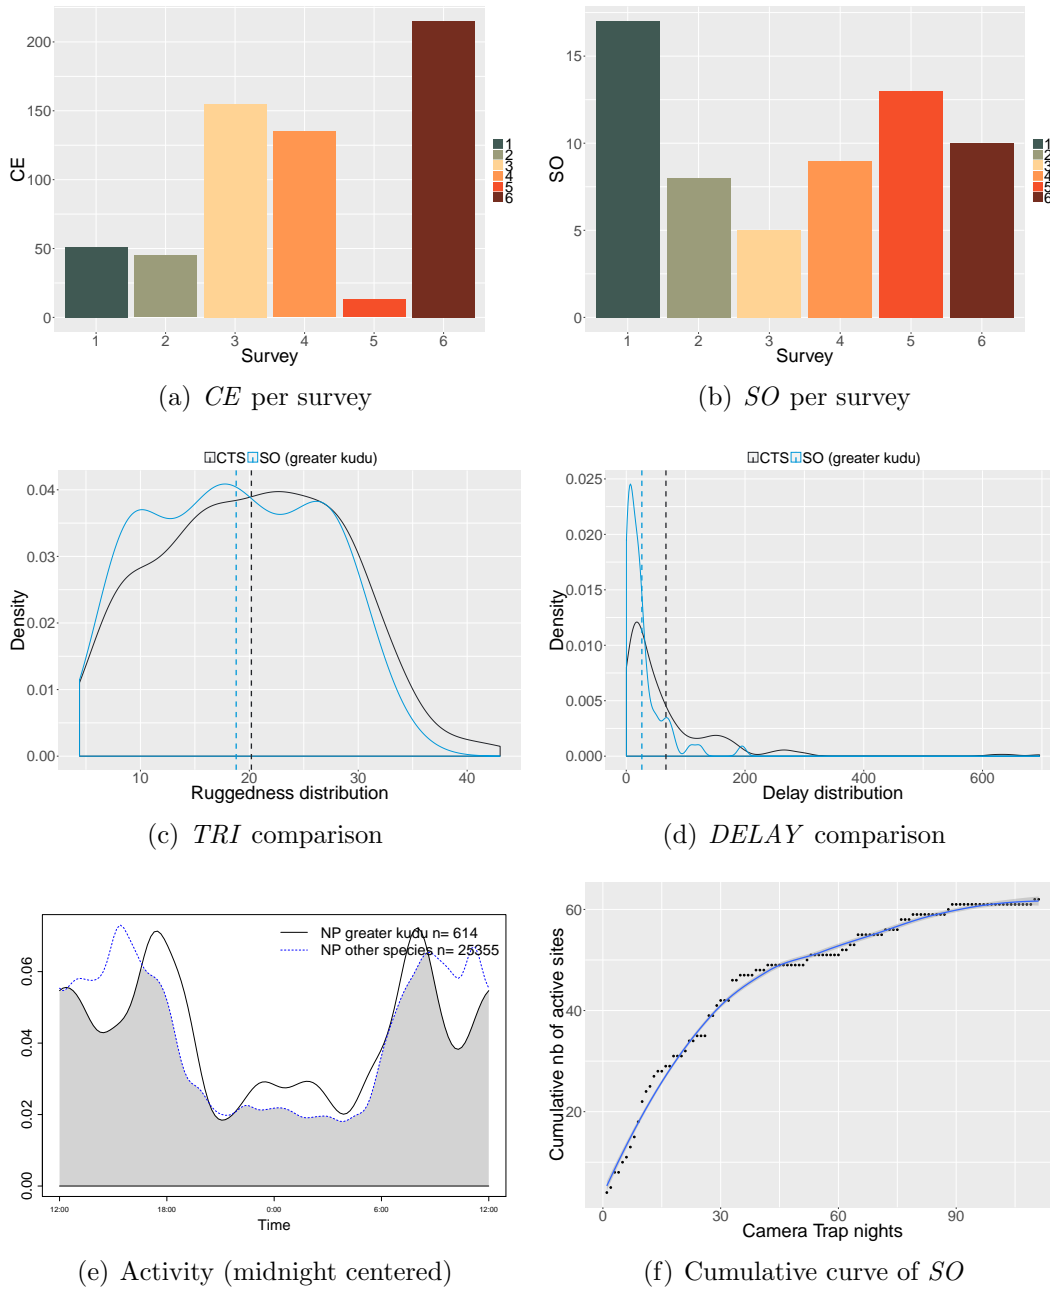 200
150
100
50
0
CE
1 2 3 4 5 6
Survey
1
2
3
4
5
6
(a) CE per survey
15
10
5
0
SO
1 2 3 4 5 6
Survey
1
2
3
4
5
6
(b) SO per survey
CTS SO (greater kudu)
0.04
0.03
0.02
0.01
0.00
Density
10 20 30 40
Ruggedness distribution
(c) TRI comparison
CTS SO (greater kudu)
0.025
0.020
0.015
0.010
0.005
0.000
Density
0 200 400 600
Delay distribution
(d) DELAY comparison
NP greater kudu n= 614
NP other species n= 25355
0.06
0.04
0.02
0.00
12:00 18:00 0:00 6:00 12:00
Time
(e) Activity (midnight centered)
60
40
20
Cumulative nb of active sites
0 30 60 90
Camera Trap nights
(f) Cumulative curve of SO